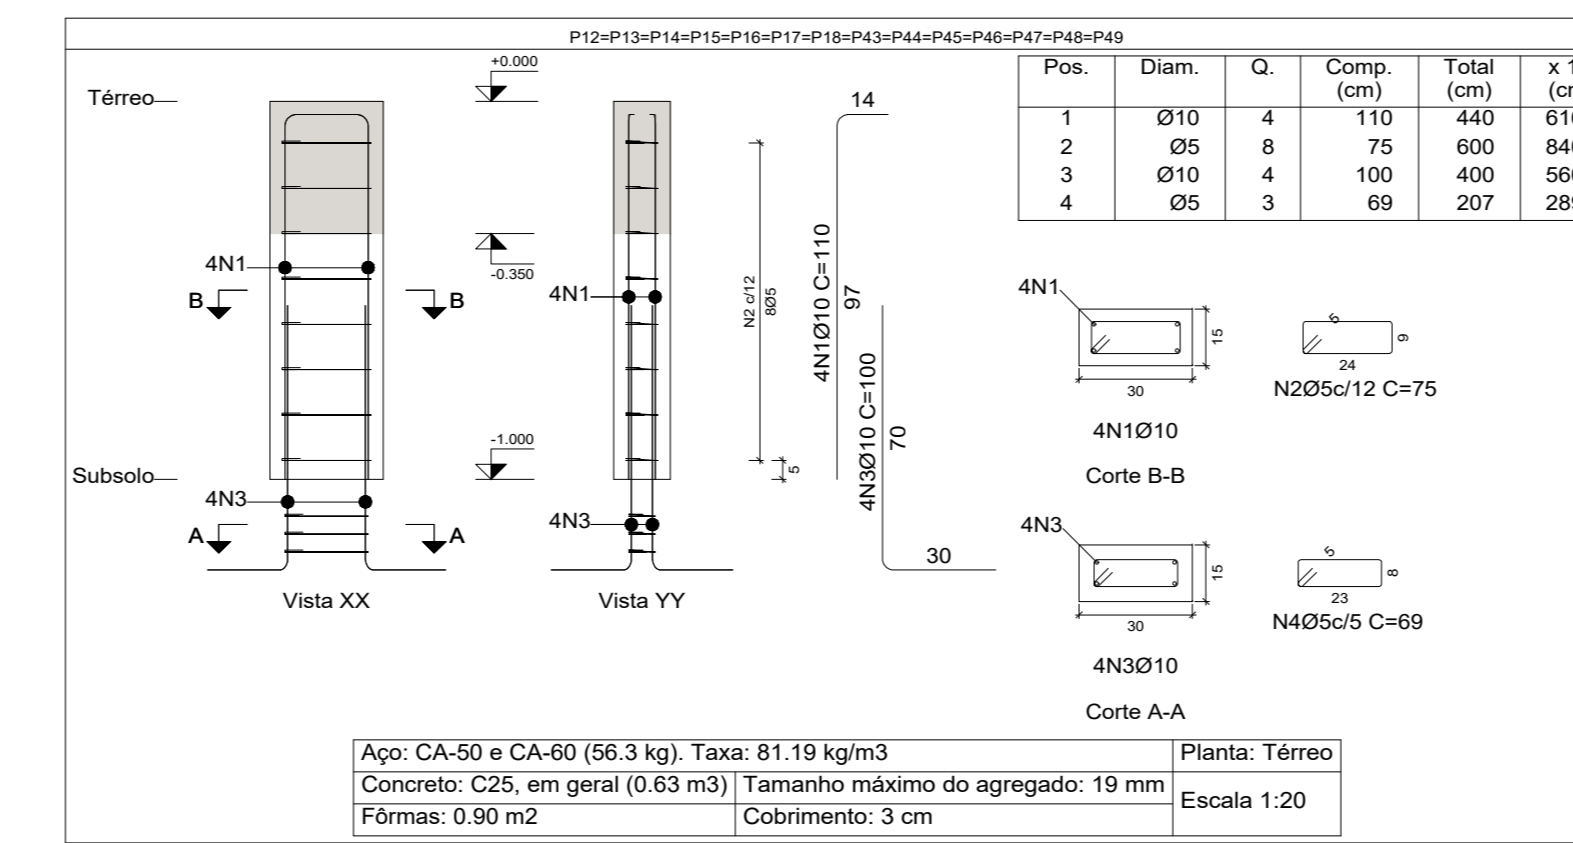 P12=P13=P14=P15=P16=P17=P18=P43=P44=P45=P46=P47=P48=P49
Térreo
+0.000
-0.350
-1.000
Subsolo
4N1
B B
4N3
A A
Vista XX
4N1
4N3
Vista YY
N2 c/12
8Ø5
5
14
4N1Ø10 C=110
97
4N3Ø10 C=100
70
30
Pos. Diam. Q. Comp. (cm) Total (cm)
1 Ø10 4 110 440
2 Ø5 8 75 600
3 Ø10 4 100 400
4 Ø5 3 69 207
4N1
15
30
4N1Ø10
Corte B-B
5
9
24
N2Ø5c/12 C=75
4N3
15
30
4N3Ø10
Corte A-A
5
8
23
N4Ø5c/5 C=69
Aço: CA-50 e CA-60 (56.3 kg). Taxa: 81.19 kg/m3 Planta: Térreo
Concreto: C25, em geral (0.63 m3) Tamanho máximo do agregado: 19 mm Escala 1:20
Fôrmas: 0.90 m2 Cobrimento: 3 cm